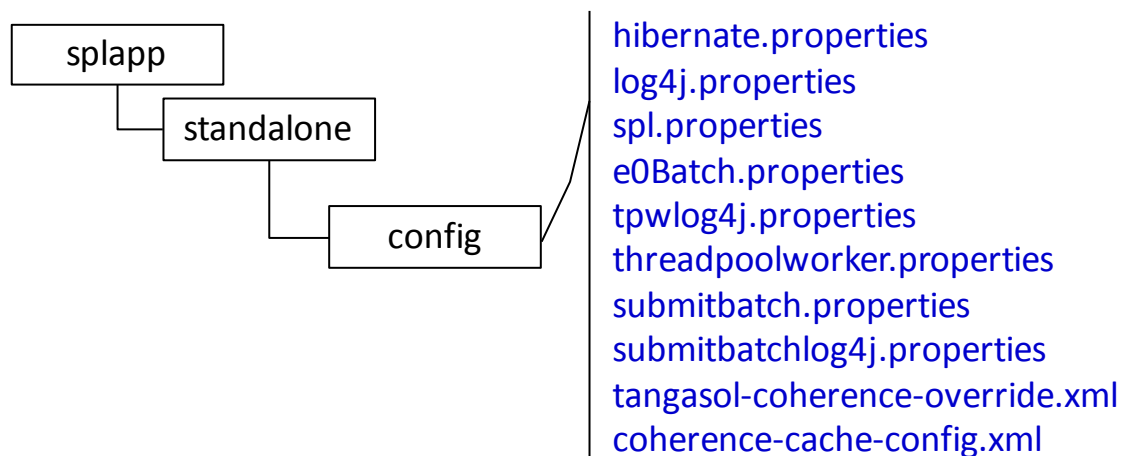 splapp
standalone
config
hibernate.properties
log4j.properties
spl.properties
e0Batch.properties
tpwlog4j.properties
threadpoolworker.properties
submitbatch.properties
submitbatchlog4j.properties
tangasol-coherence-override.xml
coherence-cache-config.xml